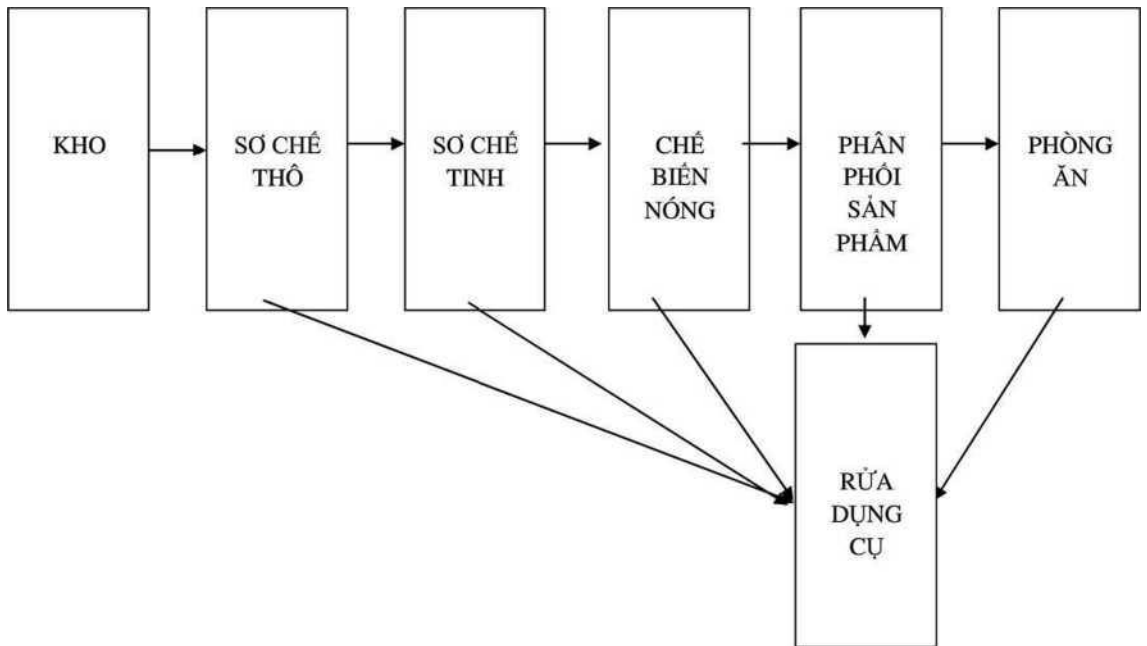 KHO
SƠ CHẾ
THÔ
SƠ CHẾ
TINH
CHẾ
BIẾN
NÓNG
PHÂN
PHỐI
SẢN
PHẨM
PHÒNG
ĂN
RỬA
DỤNG
CỤ